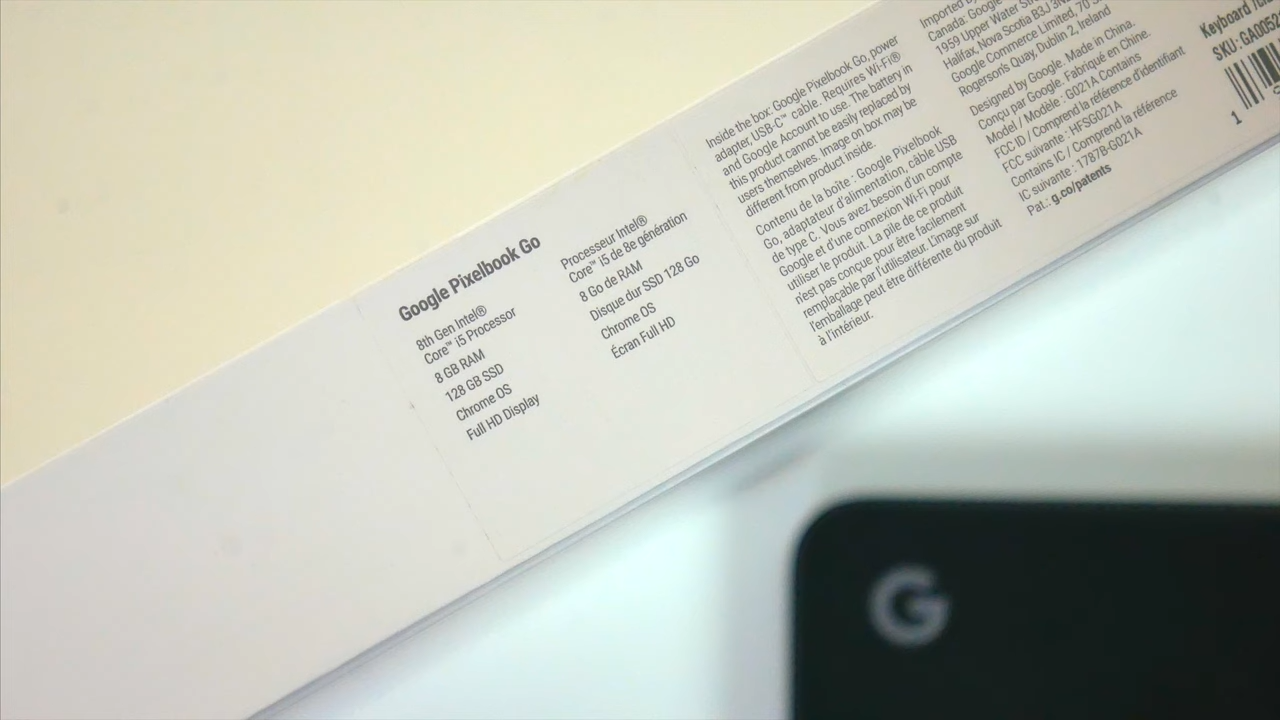 Google Pixelbook Go
8th Gen Intel®
Core™ i5 Processor
8 GB RAM
128 GB SSD
Chrome OS
Full HD Display
Processeur Intel®
Core™ i5 de 8e génération
8 Go de RAM
Disque dur SSD 128 Go
Chrome OS
Écran Full HD
Inside the box: Google Pixelbook Go, power
adapter, USB-C™ cable. Requires Wi-Fi®
and Google Account to use. The battery in
this product cannot be easily replaced by
users themselves. Image on box may be
different from product inside.
Contenu de la boîte : Google Pixelbook
Go, adaptateur d'alimentation, câble USB
de type C. Vous avez besoin d'un compte
Google et d'une connexion Wi-Fi pour
utiliser le produit. La pile de ce produit
n'est pas conçue pour être facilement
remplaçable par l'utilisateur. L'image sur
l'emballage peut être différente du produit
à l'intérieur.
Imported by
Canada: Google
1959 Upper Water
Halifax, Nova Scotia B3J
Google Commerce Limited, 70
Rogerson's Quay, Dublin 2, Ireland
Designed by Google. Made in China.
Conçu par Google. Fabriqué en Chine.
Model / Modèle : G021A Contains
FCC ID / Comprend la référence d'identifiant
FCC suivante : HFSG021A
Contains IC / Comprend la référence
IC suivante : 1787B-G021A
Pat.: g.co/patents
Keyboard
SKU:
1
G